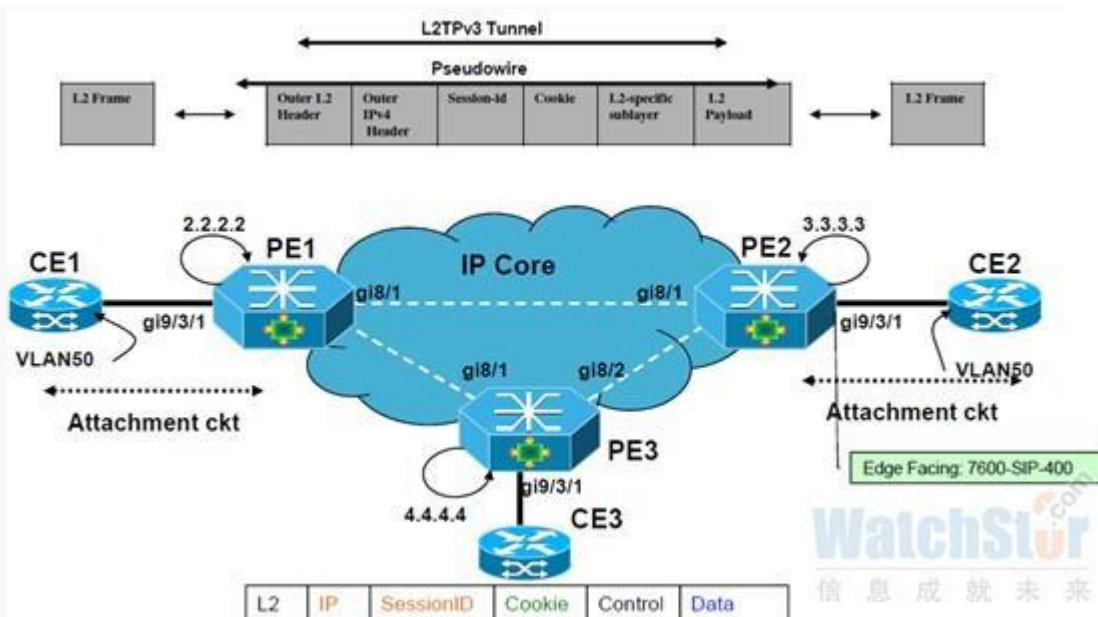 L2TPv3 Tunnel
Pseudowire
L2 Frame
Outer L2
Header
Outer
IPv4
Header
Session-id
Cookie
L2-specific
sublayer
L2
Payload
L2 Frame
2.2.2.2
PE1
IP Core
PE2
3.3.3.3
CE1
CE2
gi8/1
gi8/1
gi9/3/1
gi9/3/1
VLAN50
VLAN50
gi8/1
gi8/2
Attachment ckt
Attachment ckt
PE3
Edge Facing: 7600-SIP-400
gi9/3/1
4.4.4.4
CE3
WatchStor
.com
信息成就未来
L2 IP SessionID Cookie Control Data